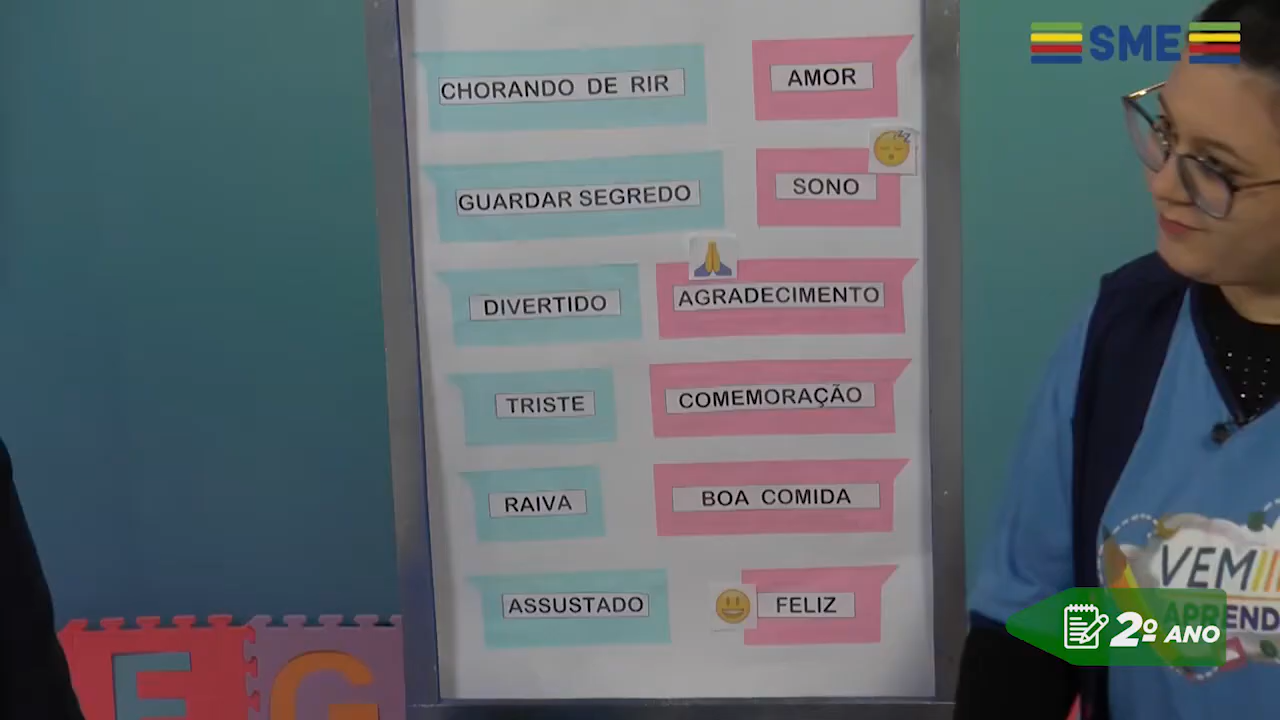 SME
CHORANDO DE RIR
AMOR
GUARDAR SEGREDO
SONO
DIVERTIDO
AGRADECIMENTO
TRISTE
COMEMORAÇÃO
RAIVA
BOA COMIDA
ASSUSTADO
FELIZ
VEM
APREND
2º ANO
E G